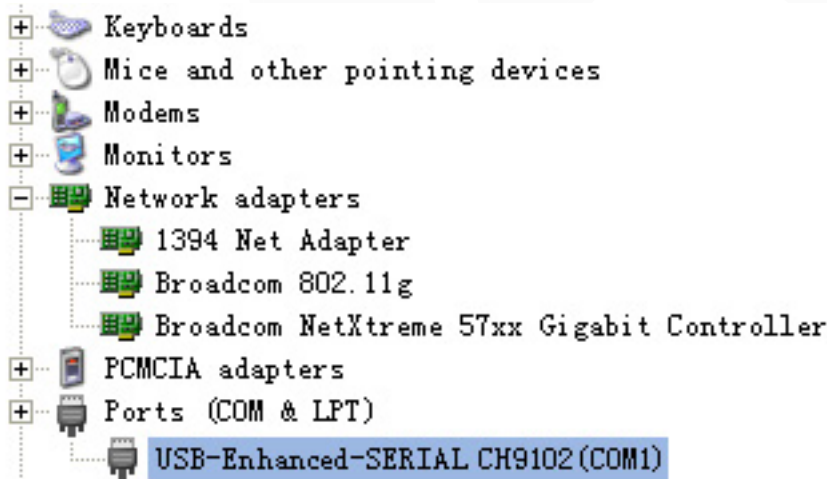 Keyboards
Mice and other pointing devices
Modems
Monitors
Network adapters
1394 Net Adapter
Broadcom 802.11g
Broadcom NetXtreme 57xx Gigabit Controller
PCMCIA adapters
Ports (COM & LPT)
USB-Enhanced-SERIAL CH9102(COM1)